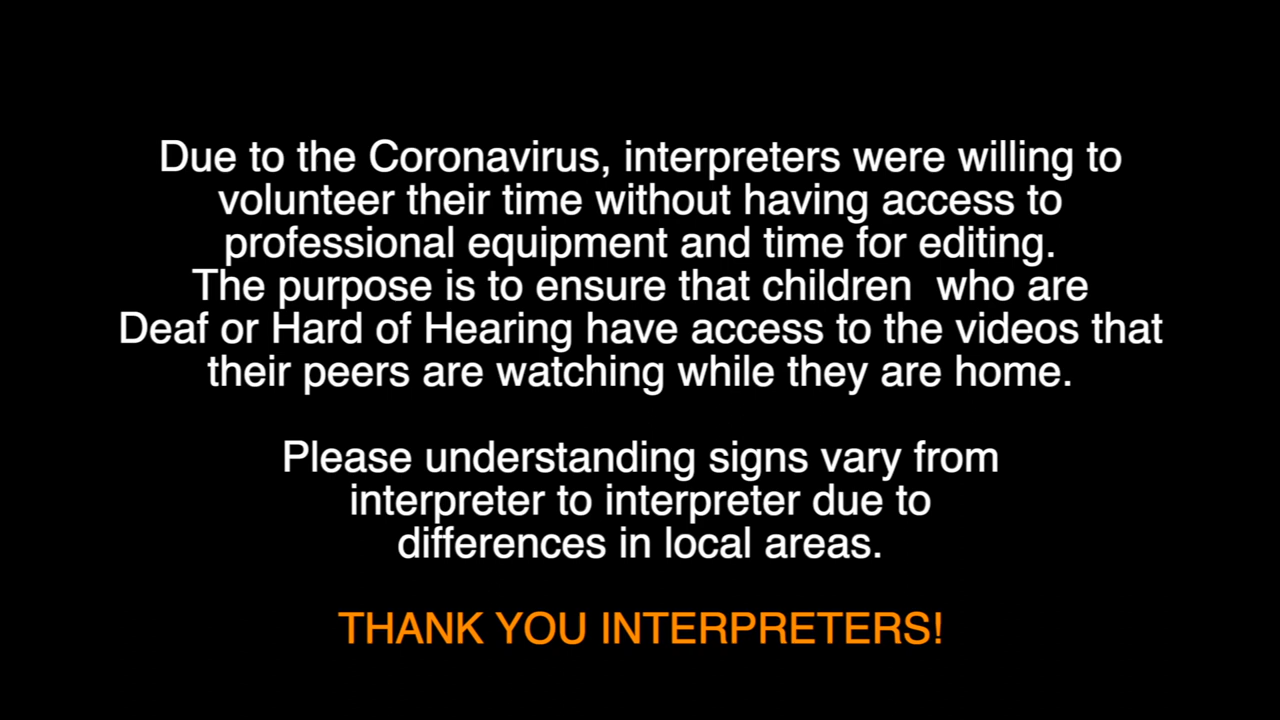 Due to the Coronavirus, interpreters were willing to
volunteer their time without having access to
professional equipment and time for editing.
The purpose is to ensure that children  who are
Deaf or Hard of Hearing have access to the videos that
their peers are watching while they are home.
Please understanding signs vary from
interpreter to interpreter due to
differences in local areas.
THANK YOU INTERPRETERS!